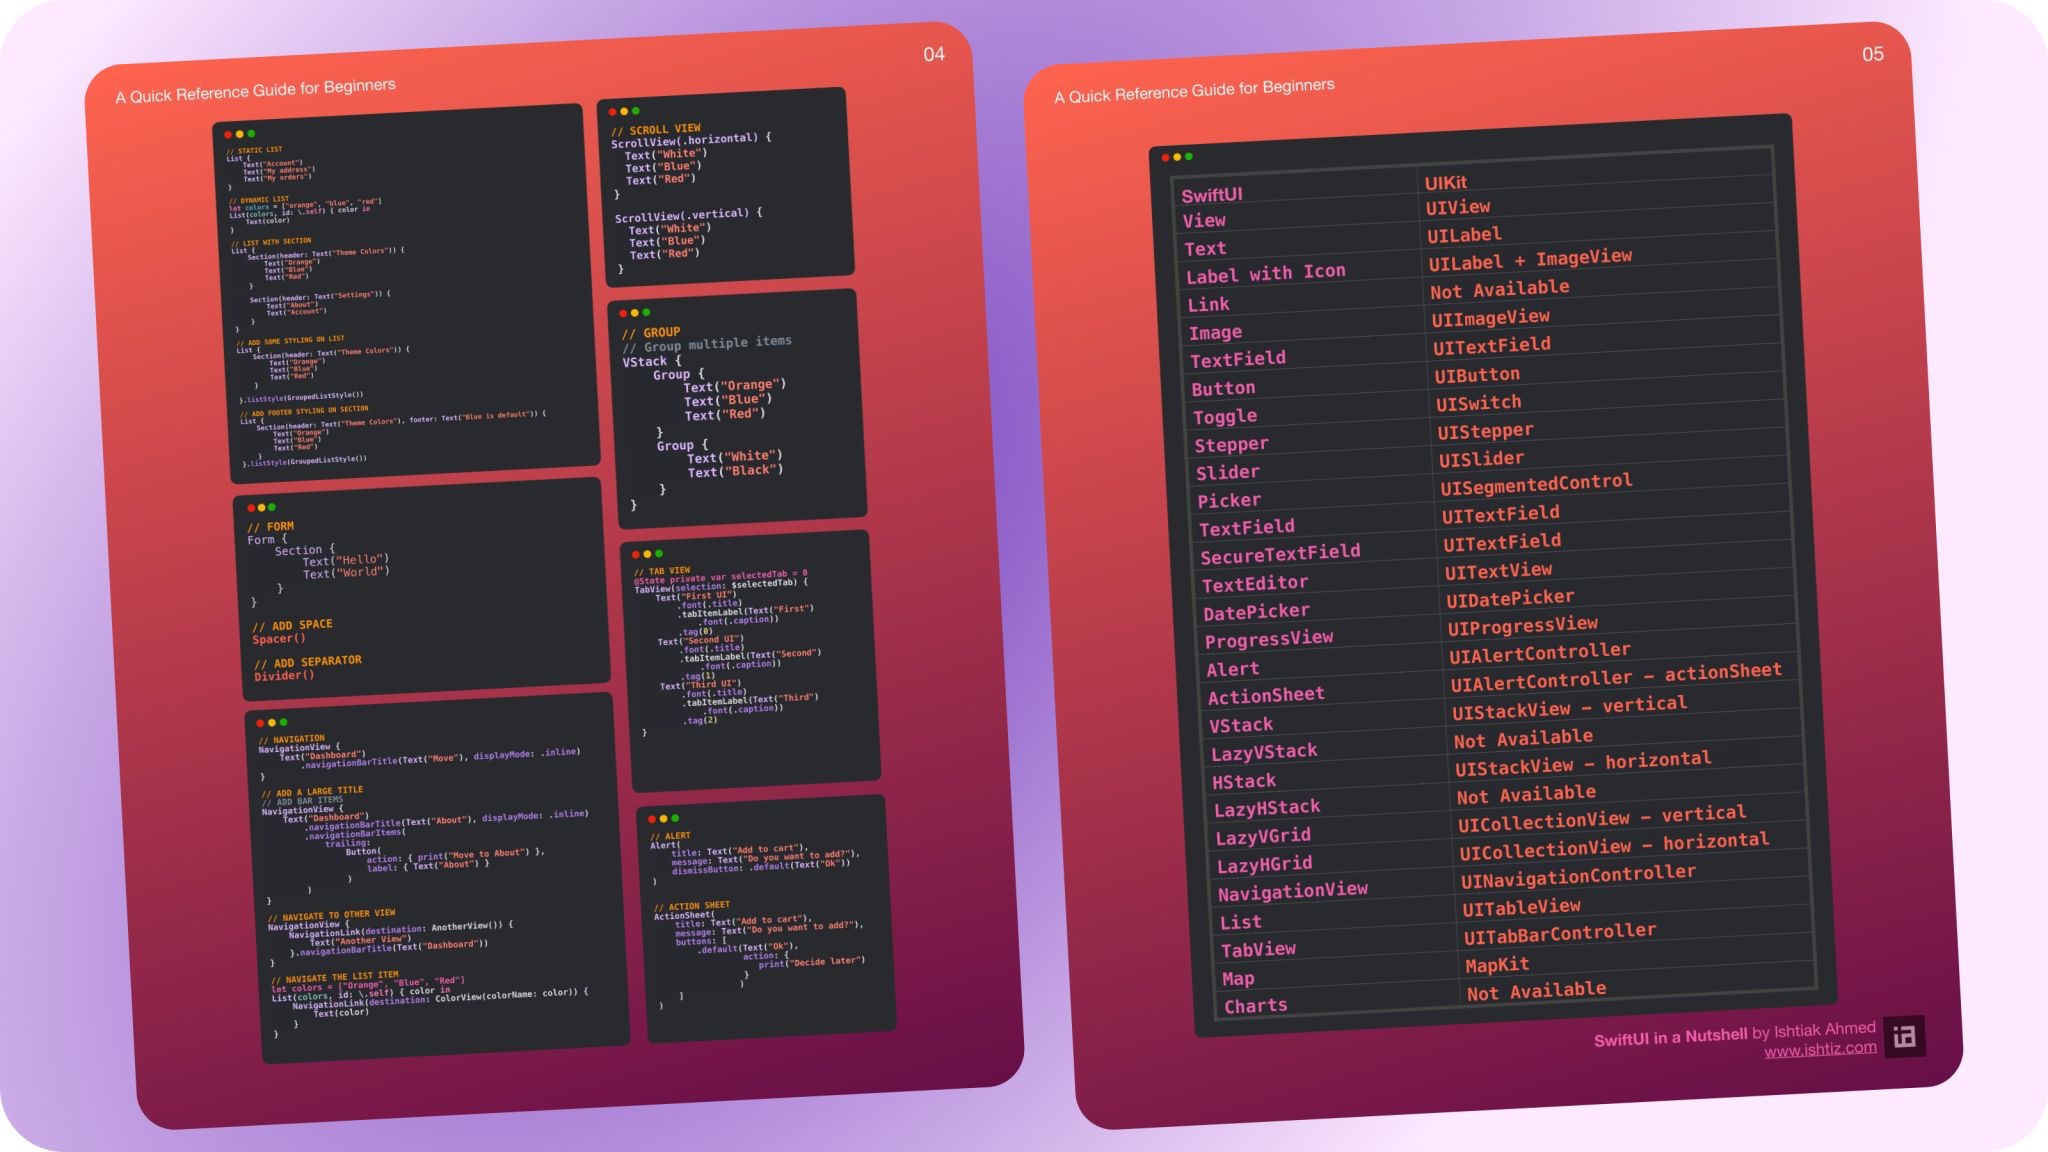 A Quick Reference Guide for Beginners
04
// STATIC LIST
List {
    Text("Account")
    Text("My address")
    Text("My orders")
}
// DYNAMIC LIST
let colors = ["orange", "blue", "red"]
List(colors, id: \.self) { color in
    Text(color)
}
// LIST WITH SECTION
List {
    Section(header: Text("Theme Colors")) {
        Text("Orange")
        Text("Blue")
        Text("Red")
    }
    Section(header: Text("Settings")) {
        Text("About")
        Text("Account")
    }
}
// ADD SOME STYLING ON LIST
List {
    Section(header: Text("Theme Colors")) {
        Text("Orange")
        Text("Blue")
        Text("Red")
    }
}.listStyle(GroupedListStyle())
// ADD FOOTER STYLING ON SECTION
List {
    Section(header: Text("Theme Colors"), footer: Text("Blue is default")) {
        Text("Orange")
        Text("Blue")
        Text("Red")
    }
}.listStyle(GroupedListStyle())
// FORM
Form {
    Section {
        Text("Hello")
        Text("World")
    }
}
// ADD SPACE
Spacer()
// ADD SEPARATOR
Divider()
// NAVIGATION
NavigationView {
    Text("Dashboard")
        .navigationBarTitle(Text("Move"), displayMode: .inline)
}
// ADD A LARGE TITLE
// ADD BAR ITEMS
NavigationView {
    Text("Dashboard")
        .navigationBarTitle(Text("About"), displayMode: .inline)
        .navigationBarItems(
            trailing:
                Button(
                    action: { print("Move to About") },
                    label: { Text("About") }
                )
        )
}
// NAVIGATE TO OTHER VIEW
NavigationView {
    NavigationLink(destination: AnotherView()) {
        Text("Another View")
    }.navigationBarTitle(Text("Dashboard"))
}
// NAVIGATE THE LIST ITEM
let colors = ["Orange", "Blue", "Red"]
List(colors, id: \.self) { color in
    NavigationLink(destination: ColorView(colorName: color)) {
        Text(color)
    }
}
// SCROLL VIEW
ScrollView(.horizontal) {
  Text("White")
  Text("Blue")
  Text("Red")
}
ScrollView(.vertical) {
  Text("White")
  Text("Blue")
  Text("Red")
}
// GROUP
// Group multiple items
VStack {
    Group {
        Text("Orange")
        Text("Blue")
        Text("Red")
    }
    Group {
        Text("White")
        Text("Black")
    }
}
// TAB VIEW
@State private var selectedTab = 0
TabView(selection: $selectedTab) {
    Text("First UI")
        .font(.title)
        .tabItemLabel(Text("First")
            .font(.caption))
        .tag(0)
    Text("Second UI")
        .font(.title)
        .tabItemLabel(Text("Second")
            .font(.caption))
        .tag(1)
    Text("Third UI")
        .font(.title)
        .tabItemLabel(Text("Third")
            .font(.caption))
        .tag(2)
}
// ALERT
Alert(
    title: Text("Add to cart"),
    message: Text("Do you want to add?"),
    dismissButton: .default(Text("Ok"))
)
// ACTION SHEET
ActionSheet(
    title: Text("Add to cart"),
    message: Text("Do you want to add?"),
    buttons: [
        .default(Text("Ok"),
                 action: {
                    print("Decide later")
                 }
                )
    ]
)
A Quick Reference Guide for Beginners
05
SwiftUI UIKit
View UIView
Text UILabel
Label with Icon UILabel + ImageView
Link Not Available
Image UIImageView
TextField UITextField
Button UIButton
Toggle UISwitch
Stepper UIStepper
Slider UISlider
Picker UISegmentedControl
TextField UITextField
SecureTextField UITextField
TextEditor UITextView
DatePicker UIDatePicker
ProgressView UIProgressView
Alert UIAlertController
ActionSheet UIAlertController – actionSheet
VStack UIStackView – vertical
LazyVStack Not Available
HStack UIStackView – horizontal
LazyHStack Not Available
LazyVGrid UICollectionView – vertical
LazyHGrid UICollectionView – horizontal
NavigationView UINavigationController
List UITableView
TabView UITabBarController
Map MapKit
Charts Not Available
SwiftUI in a Nutshell by Ishtiak Ahmed
www.ishtiz.com
ia